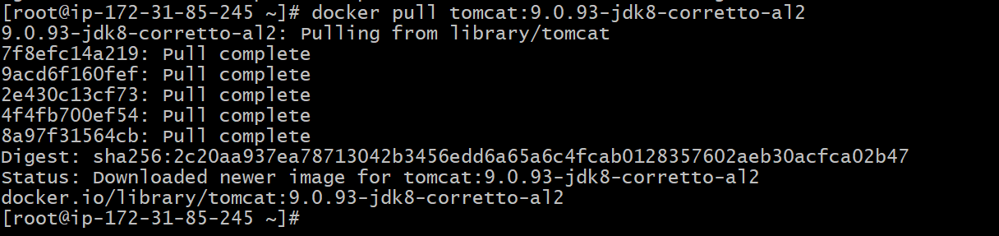 [root@ip-172-31-85-245 ~]# docker pull tomcat:9.0.93-jdk8-corretto-al2
9.0.93-jdk8-corretto-al2: Pulling from library/tomcat
7f8efc14a219: Pull complete
9acd6f160fef: Pull complete
2e430c13cf73: Pull complete
4f4fb700ef54: Pull complete
8a97f31564cb: Pull complete
Digest: sha256:2c20aa937ea78713042b3456edd6a65a6c4fcab0128357602aeb30acfca02b47
Status: Downloaded newer image for tomcat:9.0.93-jdk8-corretto-al2
docker.io/library/tomcat:9.0.93-jdk8-corretto-al2
[root@ip-172-31-85-245 ~]#